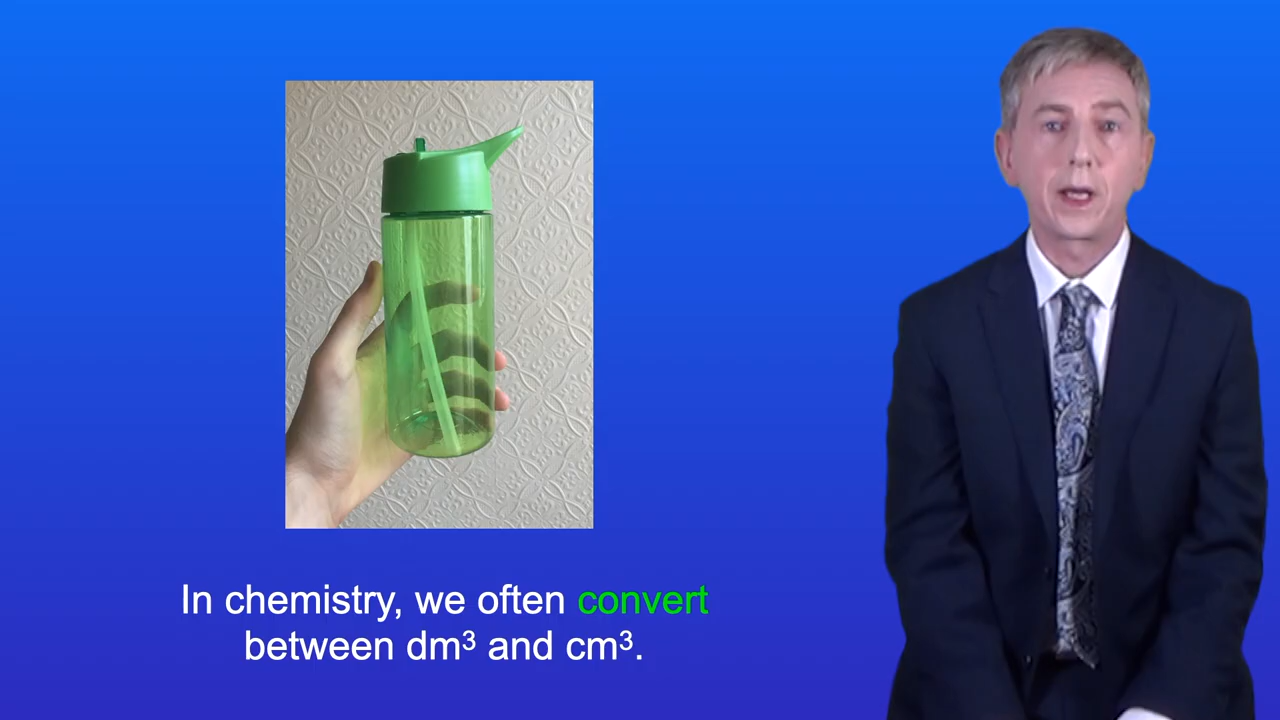 In chemistry, we often convert
between dm³ and cm³.